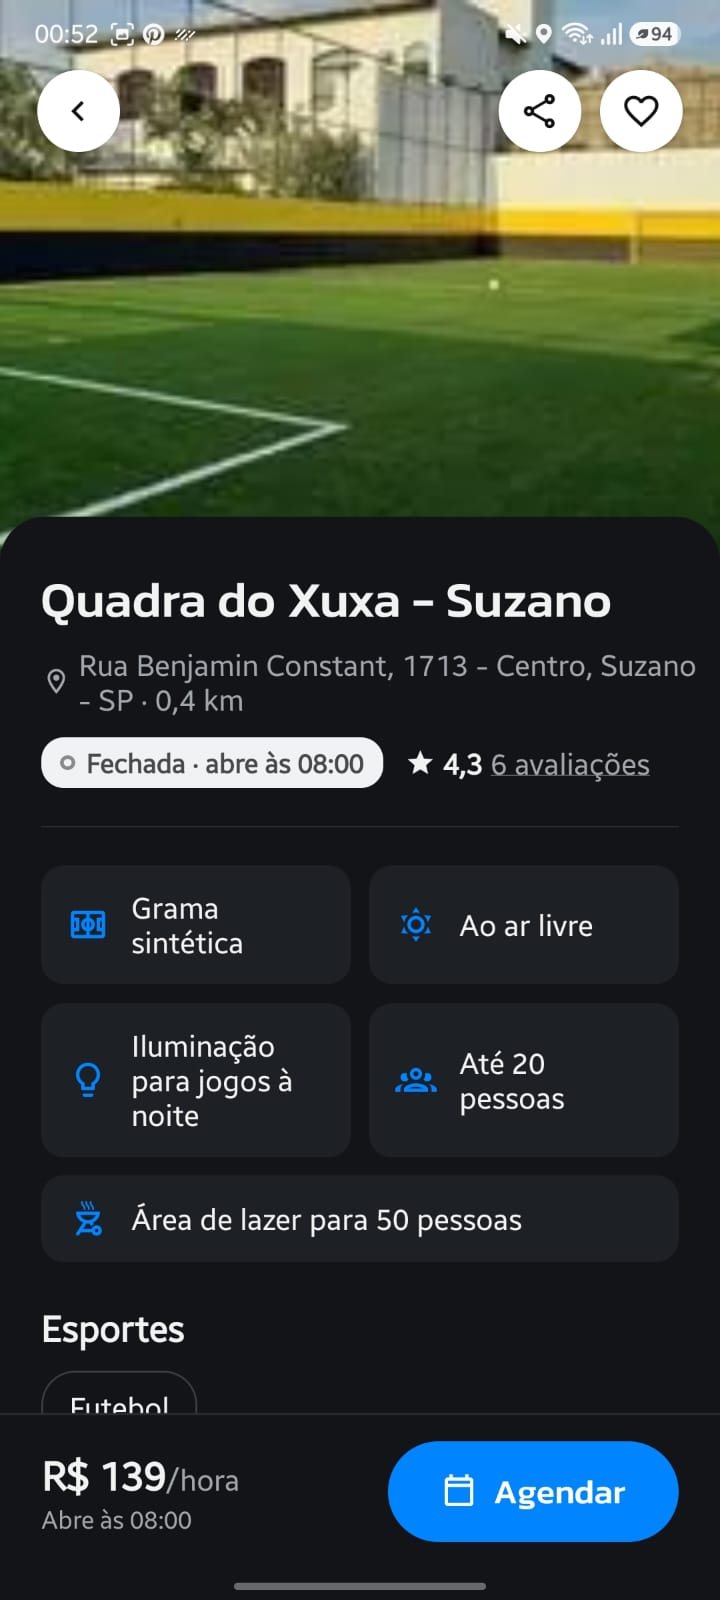 00:52
94
Quadra do Xuxa – Suzano
Rua Benjamin Constant, 1713 - Centro, Suzano
- SP · 0,4 km
Fechada · abre às 08:00
4,3 6 avaliações
Grama
sintética
Ao ar livre
Iluminação
para jogos à
noite
Até 20
pessoas
Área de lazer para 50 pessoas
Esportes
Futebol
R$ 139/hora
Abre às 08:00
Agendar